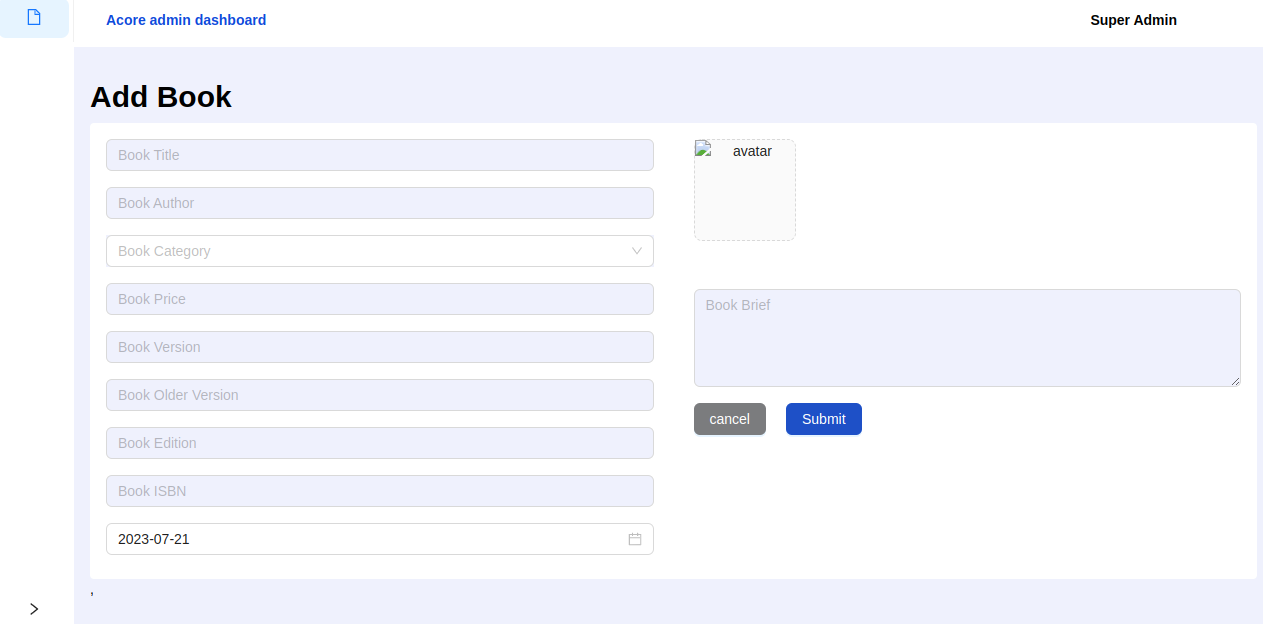 Acore admin dashboard
Super Admin
Add Book
Book Title
Book Author
Book Category
Book Price
Book Version
Book Older Version
Book Edition
Book ISBN
2023-07-21
avatar
Book Brief
cancel
Submit
,